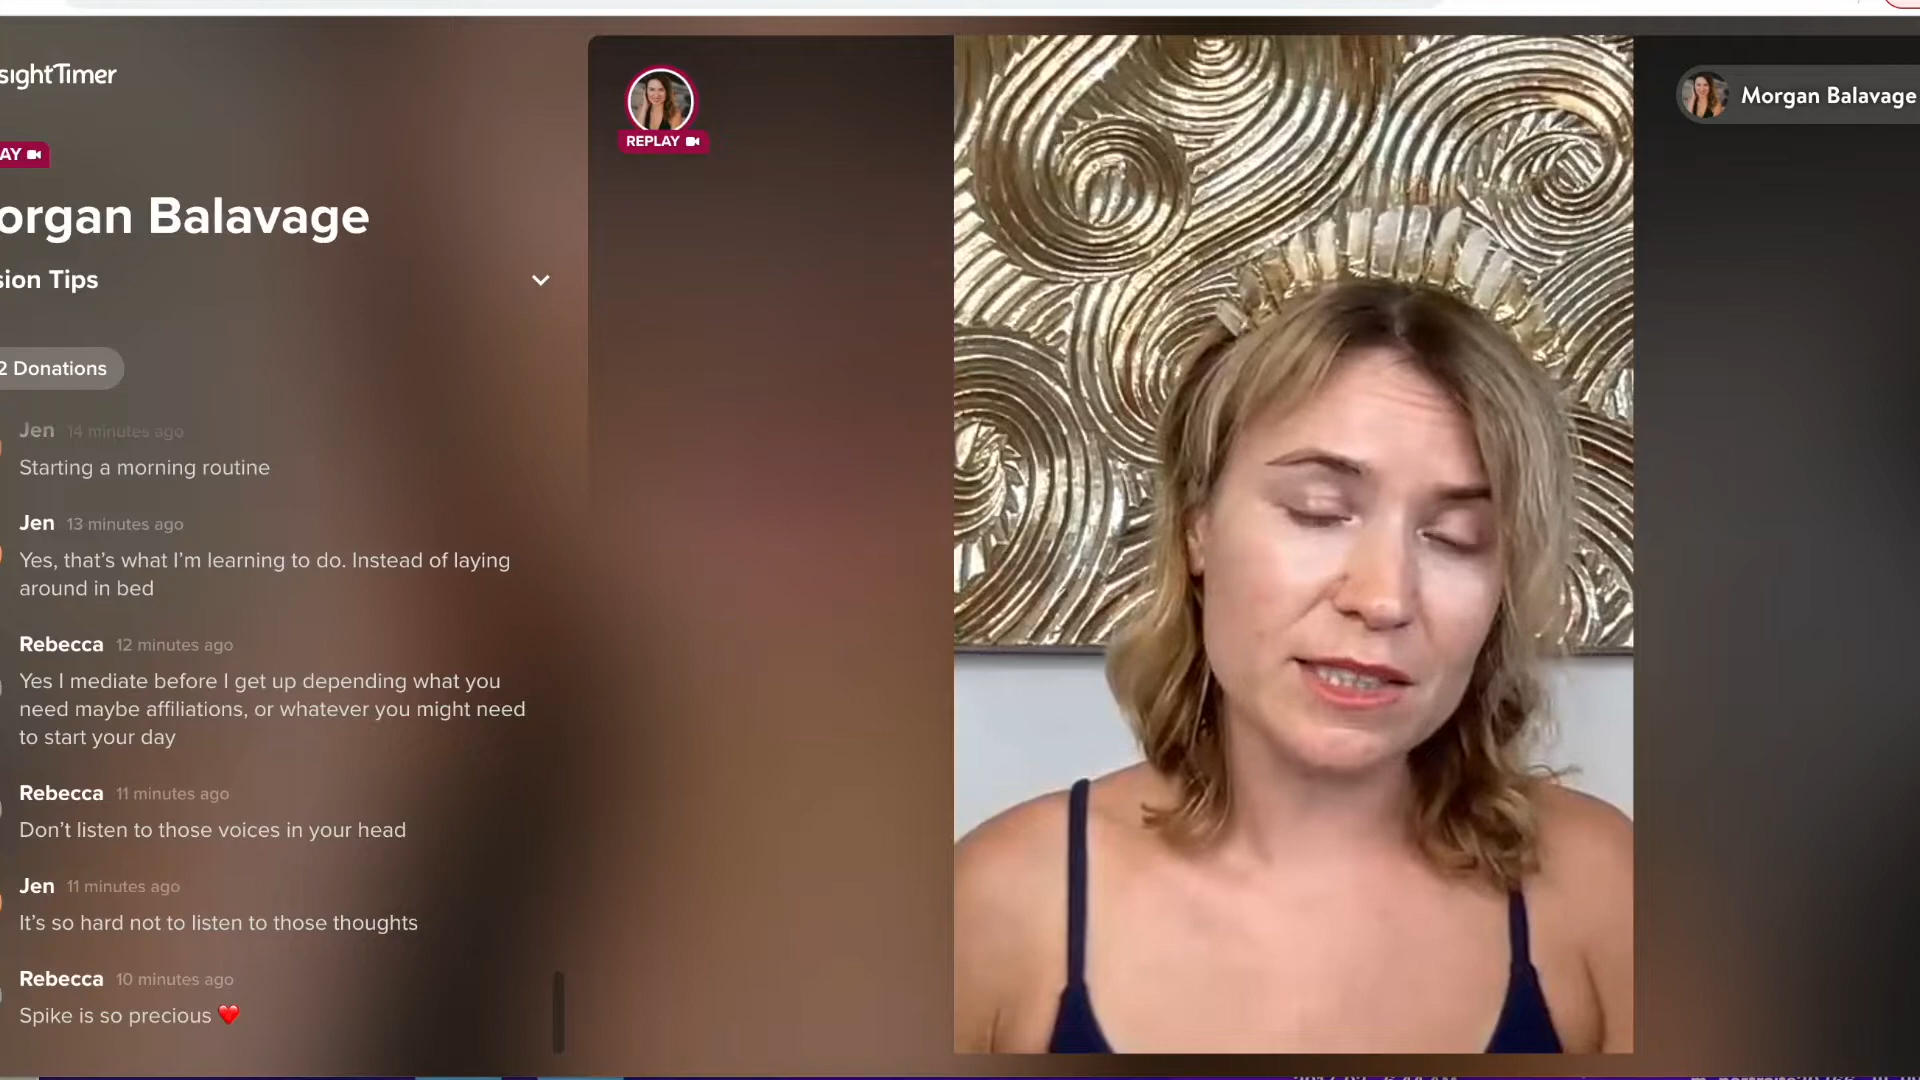 sightTimer
AY
organ Balavage
sion Tips
2 Donations
Jen 14 minutes ago
Starting a morning routine
Jen 13 minutes ago
Yes, that’s what I’m learning to do. Instead of laying
around in bed
Rebecca 12 minutes ago
Yes I mediate before I get up depending what you
need maybe affiliations, or whatever you might need
to start your day
Rebecca 11 minutes ago
Don’t listen to those voices in your head
Jen 11 minutes ago
It’s so hard not to listen to those thoughts
Rebecca 10 minutes ago
Spike is so precious ❤️
REPLAY
Morgan Balavage